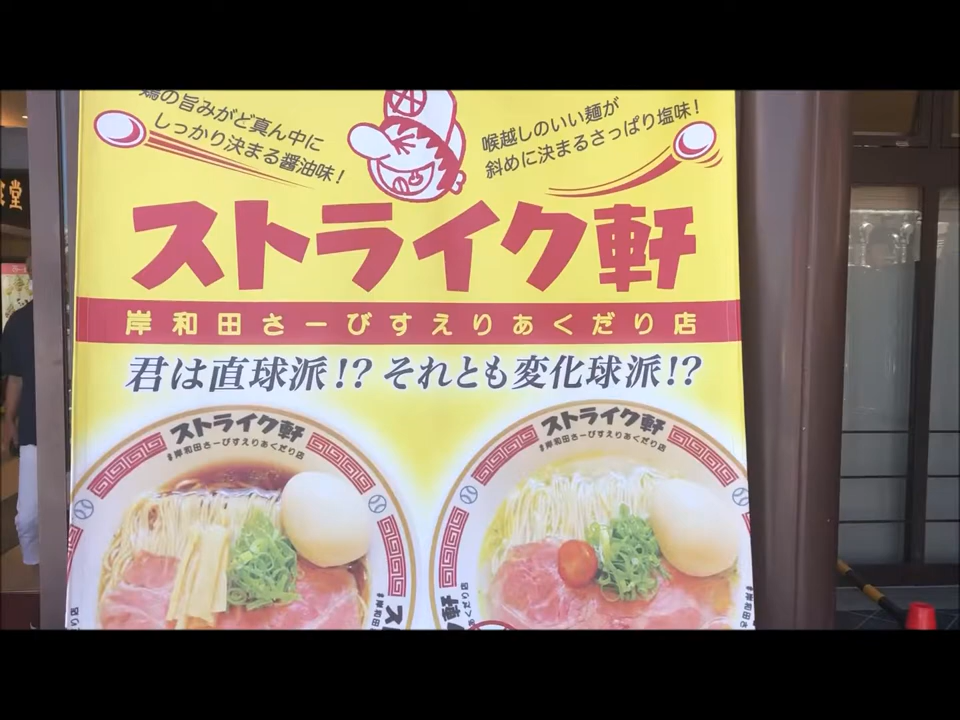 鶏の旨みがど真ん中に
しっかり決まる醤油味!
喉越しのいい麺が
斜めに決まるさっぱり塩味!
ストライク軒
岸和田さーびすえりあくだり店
君は直球派!? それとも変化球派!?
ストライク軒
#岸和田さーびすえりあくだり店
ストライク軒
#岸和田さーびすえりあくだり店
堂